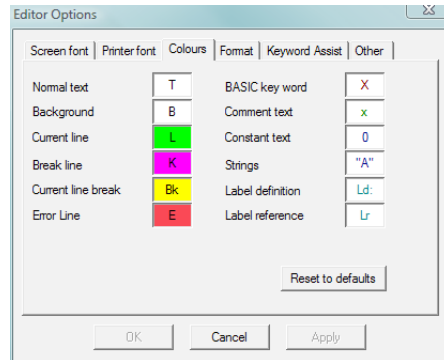 Editor Options
Screen font Printer font Colours Format Keyword Assist Other
Normal text T BASIC key word X
Background B Comment text x
Current line L Constant text 0
Break line K Strings "A"
Current line break Bk Label definition Ld:
Error Line E Label reference Lr
Reset to defaults
OK Cancel Apply